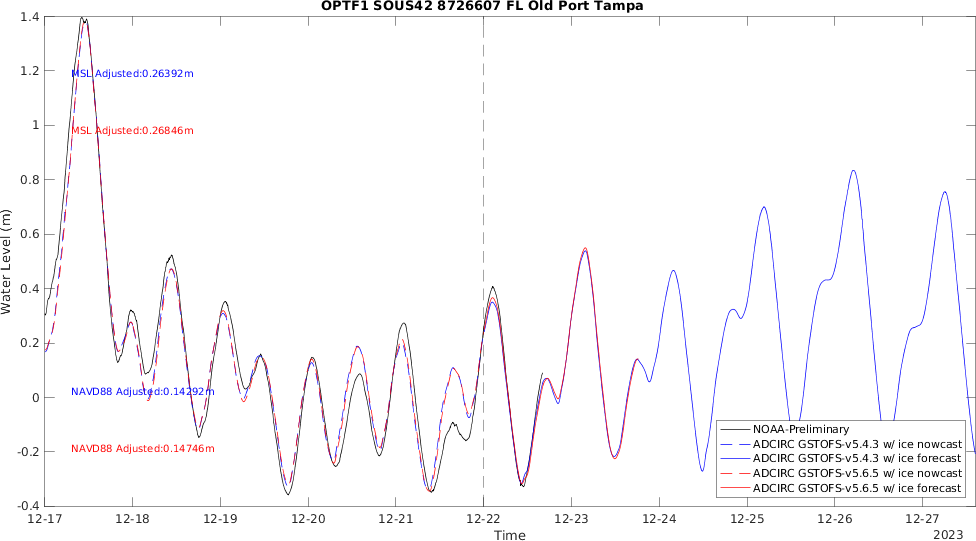 OPTF1 SOUS42 8726607 FL Old Port Tampa
Water Level (m)
1.4
1.2
1
0.8
0.6
0.4
0.2
0
-0.2
-0.4
MSL Adjusted:0.26392m
MSL Adjusted:0.26846m
NAVD88 Adjusted:0.14292m
NAVD88 Adjusted:0.14746m
NOAA-Preliminary
ADCIRC GSTOFS-v5.4.3 w/ ice nowcast
ADCIRC GSTOFS-v5.4.3 w/ ice forecast
ADCIRC GSTOFS-v5.6.5 w/ ice nowcast
ADCIRC GSTOFS-v5.6.5 w/ ice forecast
12-17 12-18 12-19 12-20 12-21 12-22 12-23 12-24 12-25 12-26 12-27
Time
2023